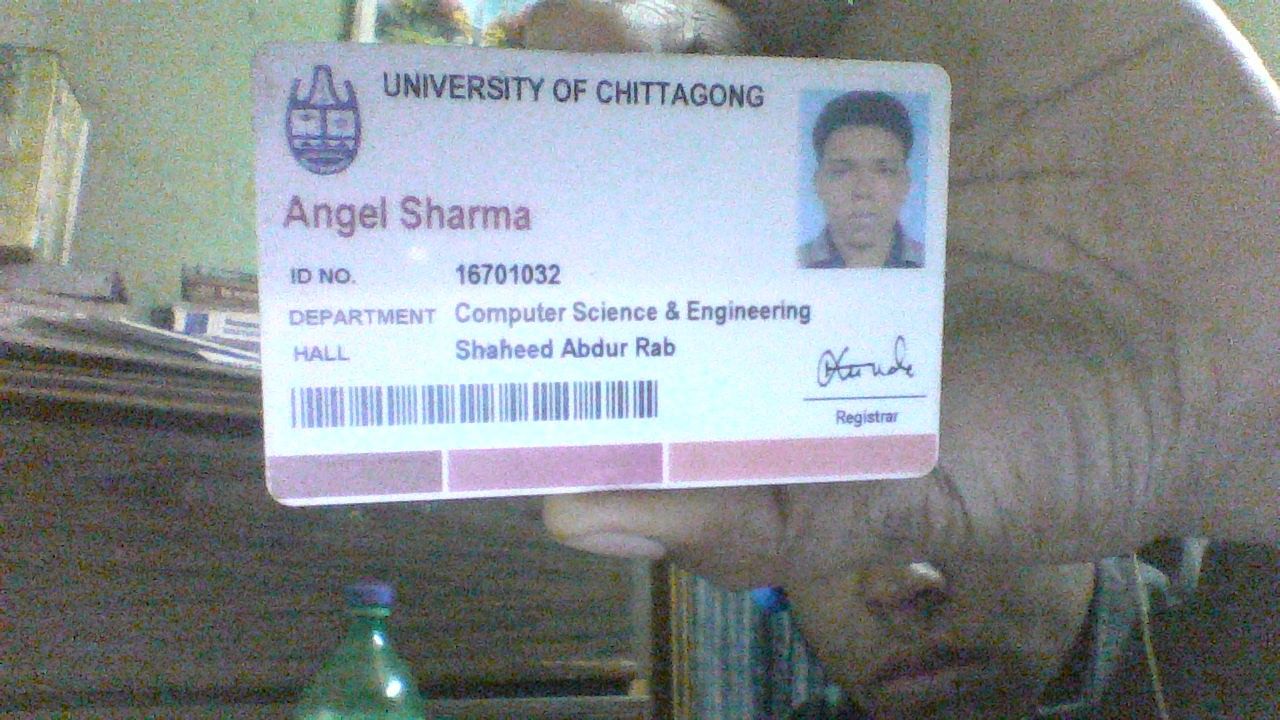 UNIVERSITY OF CHITTAGONG
Angel Sharma
ID NO. 16701032
DEPARTMENT Computer Science & Engineering
HALL Shaheed Abdur Rab
Registrar